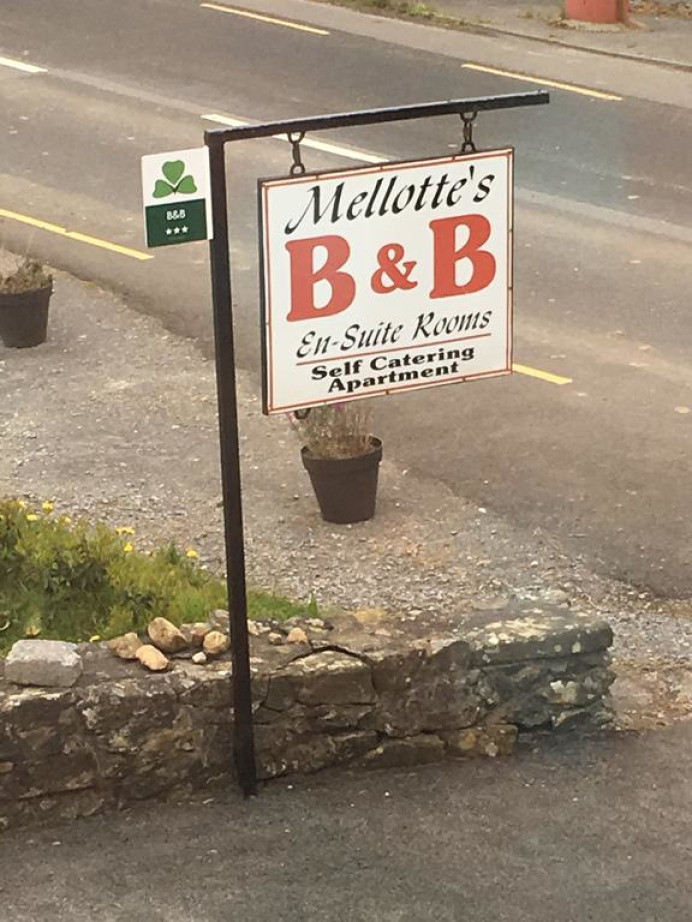 B&B
Mellotte's
B & B
En-Suite Rooms
Self Catering
Apartment